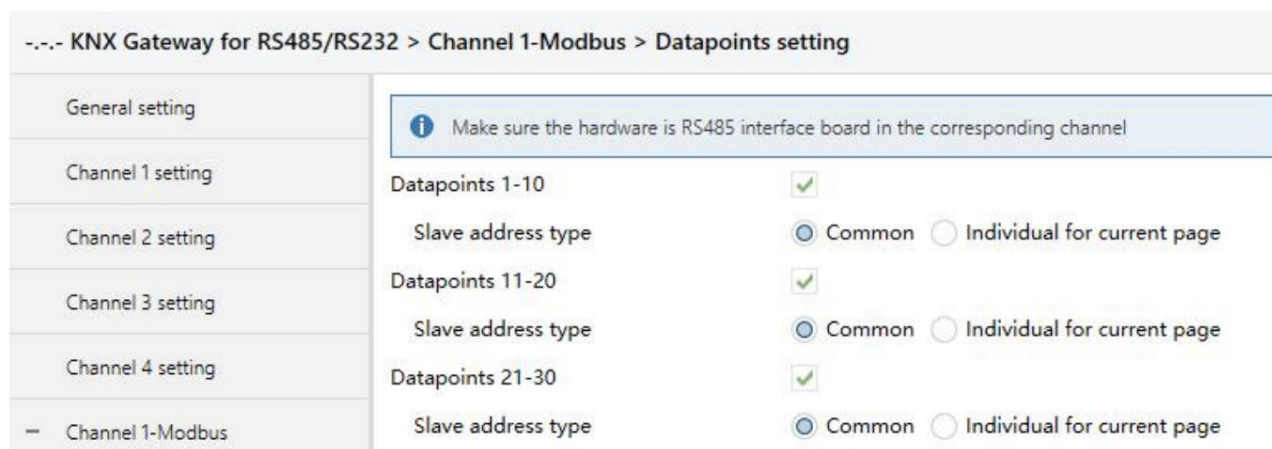 -.-.- KNX Gateway for RS485/RS232 > Channel 1-Modbus > Datapoints setting
General setting
Channel 1 setting
Channel 2 setting
Channel 3 setting
Channel 4 setting
− Channel 1-Modbus
Make sure the hardware is RS485 interface board in the corresponding channel
Datapoints 1-10
Slave address type Common Individual for current page
Datapoints 11-20
Slave address type Common Individual for current page
Datapoints 21-30
Slave address type Common Individual for current page